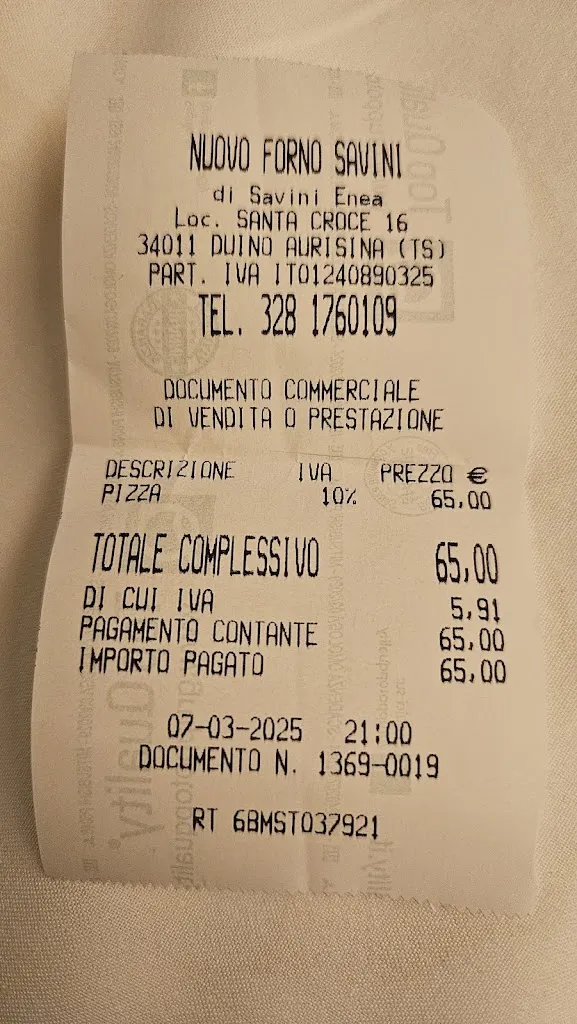 NUOVO FORNO SAVINI
di Savini Enea
Loc. SANTA CROCE 16
34011 DUINO AURISINA (TS)
PART. IVA IT01240890325
TEL. 328 1760109
DOCUMENTO COMMERCIALE
DI VENDITA O PRESTAZIONE
DESCRIZIONE IVA PREZZO €
PIZZA 10% 65,00
TOTALE COMPLESSIVO 65,00
DI CUI IVA 5,91
PAGAMENTO CONTANTE 65,00
IMPORTO PAGATO 65,00
07-03-2025 21:00
DOCUMENTO N. 1369-0019
RT 6BMST037921